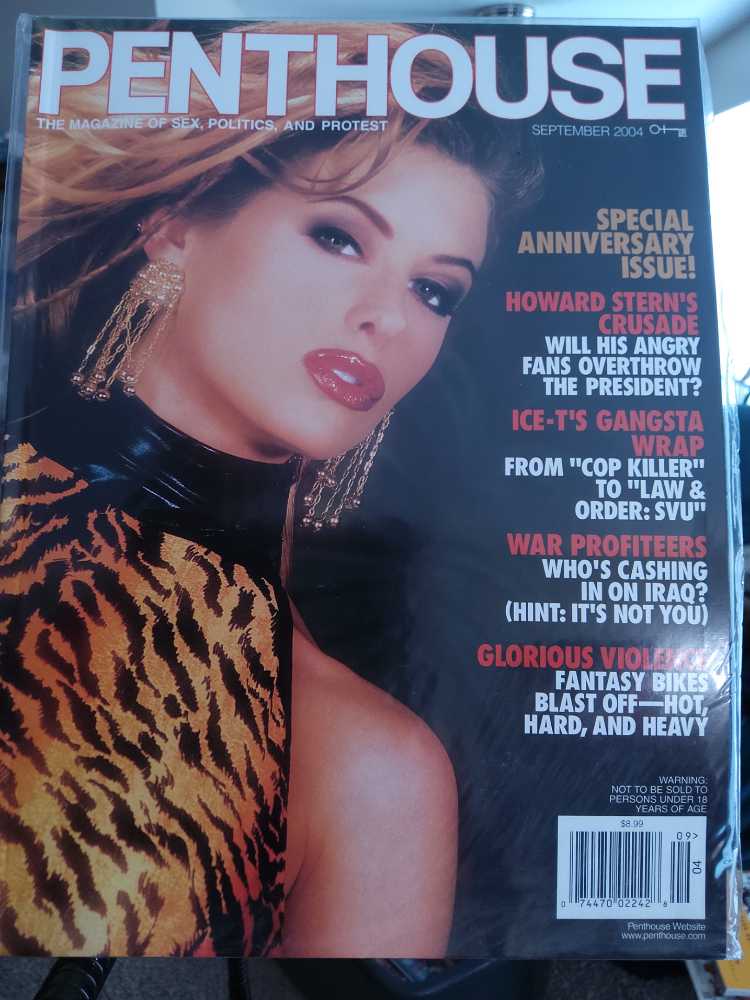 PENTHOUSE
THE MAGAZINE OF SEX, POLITICS, AND PROTEST
SEPTEMBER 2004
SPECIAL
ANNIVERSARY
ISSUE!
HOWARD STERN'S
CRUSADE
WILL HIS ANGRY
FANS OVERTHROW
THE PRESIDENT?
ICE-T'S GANGSTA
WRAP
FROM "COP KILLER"
TO "LAW &
ORDER: SVU"
WAR PROFITEERS
WHO'S CASHING
IN ON IRAQ?
(HINT: IT'S NOT YOU)
GLORIOUS VIOLENCE
FANTASY BIKES
BLAST OFF—HOT,
HARD, AND HEAVY
WARNING:
NOT TO BE SOLD TO
PERSONS UNDER 18
YEARS OF AGE
$8.99
09>
04
0 74470 02242 8
Penthouse Website
www.penthouse.com